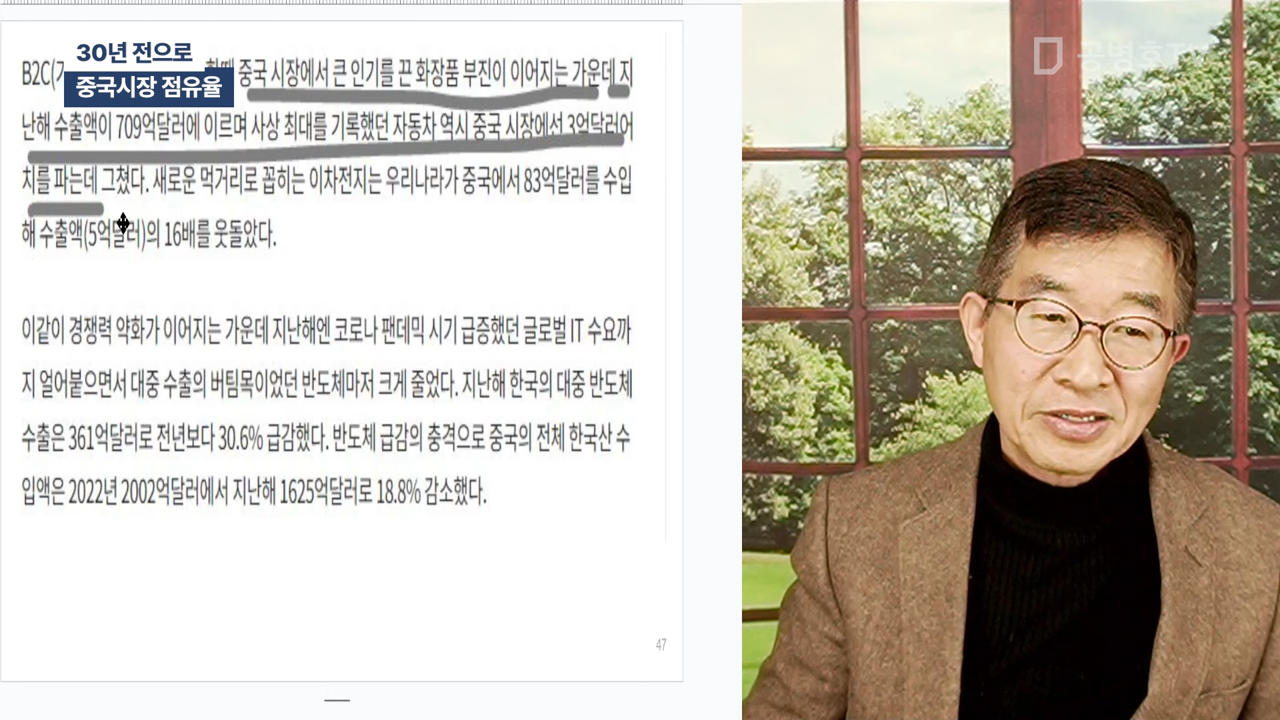 30년 전으로
중국시장 점유율
B2C( 한때 중국 시장에서 큰 인기를 끈 화장품 부진이 이어지는 가운데 지
난해 수출액이 709억달러에 이르며 사상 최대를 기록했던 자동차 역시 중국 시장에서 3억달러어
치를 파는데 그쳤다. 새로운 먹거리로 꼽히는 이차전지는 우리나라가 중국에서 83억달러를 수입
해 수출액(5억달러)의 16배를 웃돌았다.
이같이 경쟁력 약화가 이어지는 가운데 지난해엔 코로나 팬데믹 시기 급증했던 글로벌 IT 수요까
지 얼어붙으면서 대중 수출의 버팀목이었던 반도체마저 크게 줄었다. 지난해 한국의 대중 반도체
수출은 361억달러로 전년보다 30.6% 급감했다. 반도체 급감의 충격으로 중국의 전체 한국산 수
입액은 2022년 2002억달러에서 지난해 1625억달러로 18.8% 감소했다.
47
공병호TV